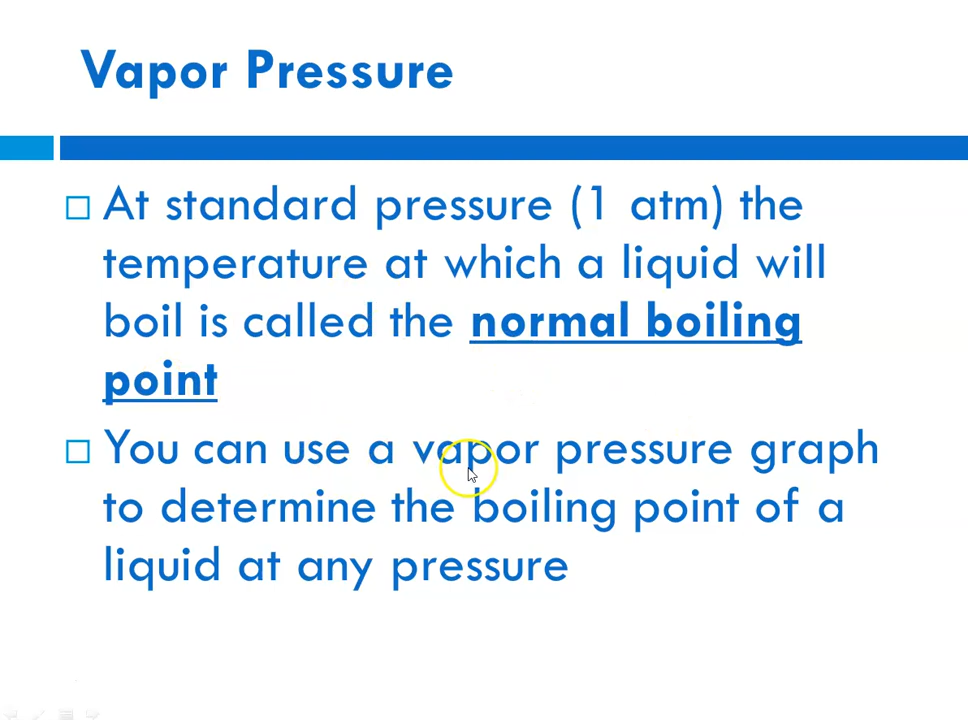 Vapor Pressure
At standard pressure (1 atm) the
temperature at which a liquid will
boil is called the normal boiling
point
You can use a vapor pressure graph
to determine the boiling point of a
liquid at any pressure